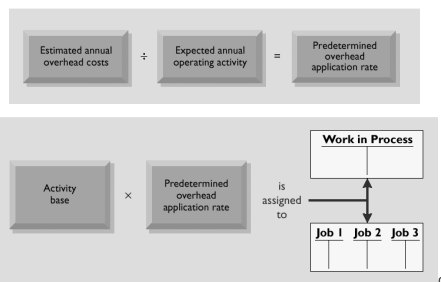 Estimated annual
overhead costs
÷
Expected annual
operating activity
=
Predetermined
overhead
application rate
Activity
base
×
Predetermined
overhead
application rate
is
assigned
to
Work in Process
Job 1 Job 2 Job 3